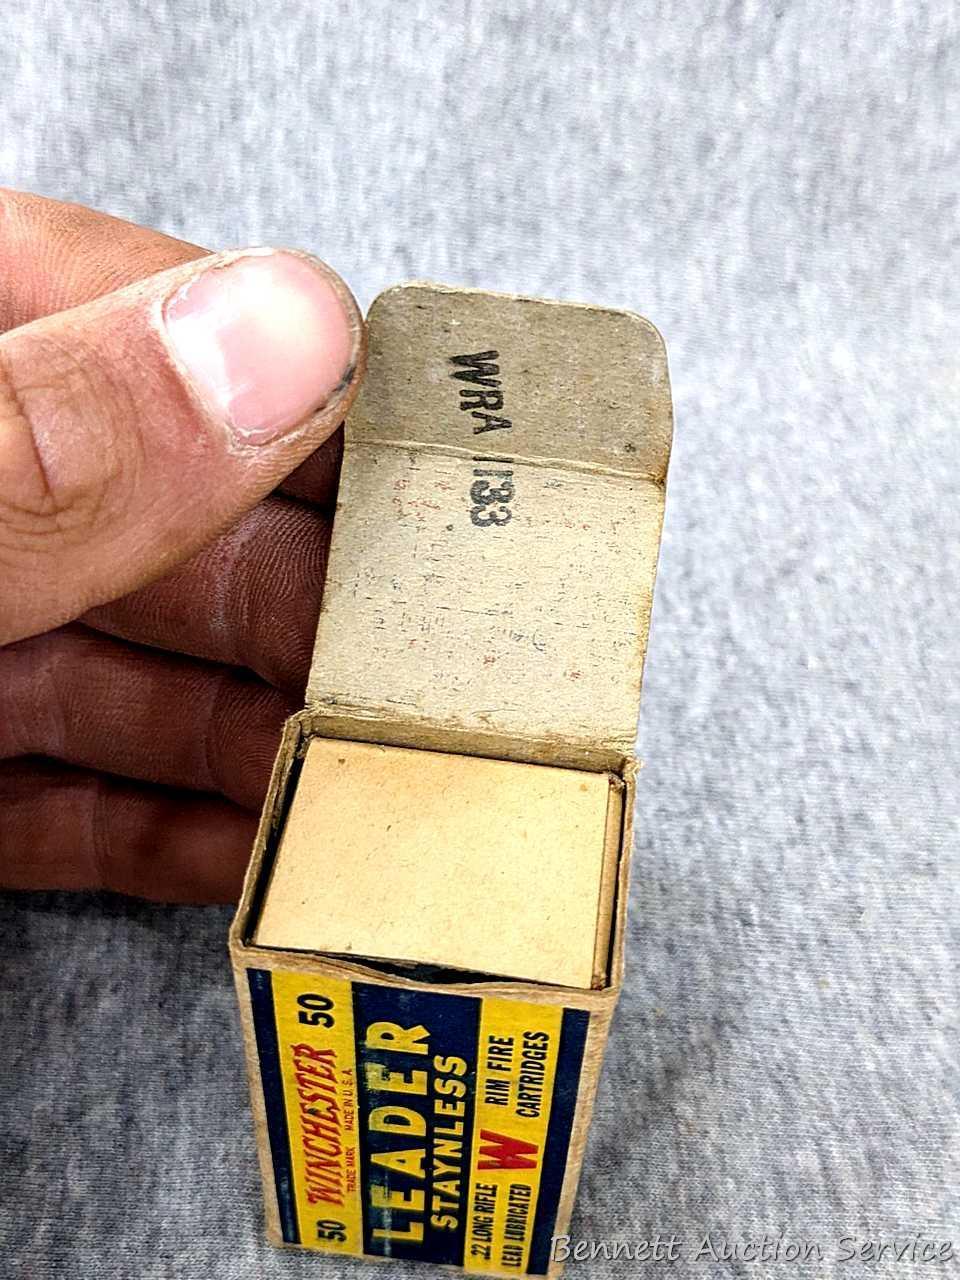 WRA 1133
50 WINCHESTER 50
TRADE MARK MADE IN U.S.A.
LEADER
STAYNLESS
.22 LONG RIFLE W RIM FIRE
LEAD LUBRICATED CARTRIDGES
Bennett Auction Service